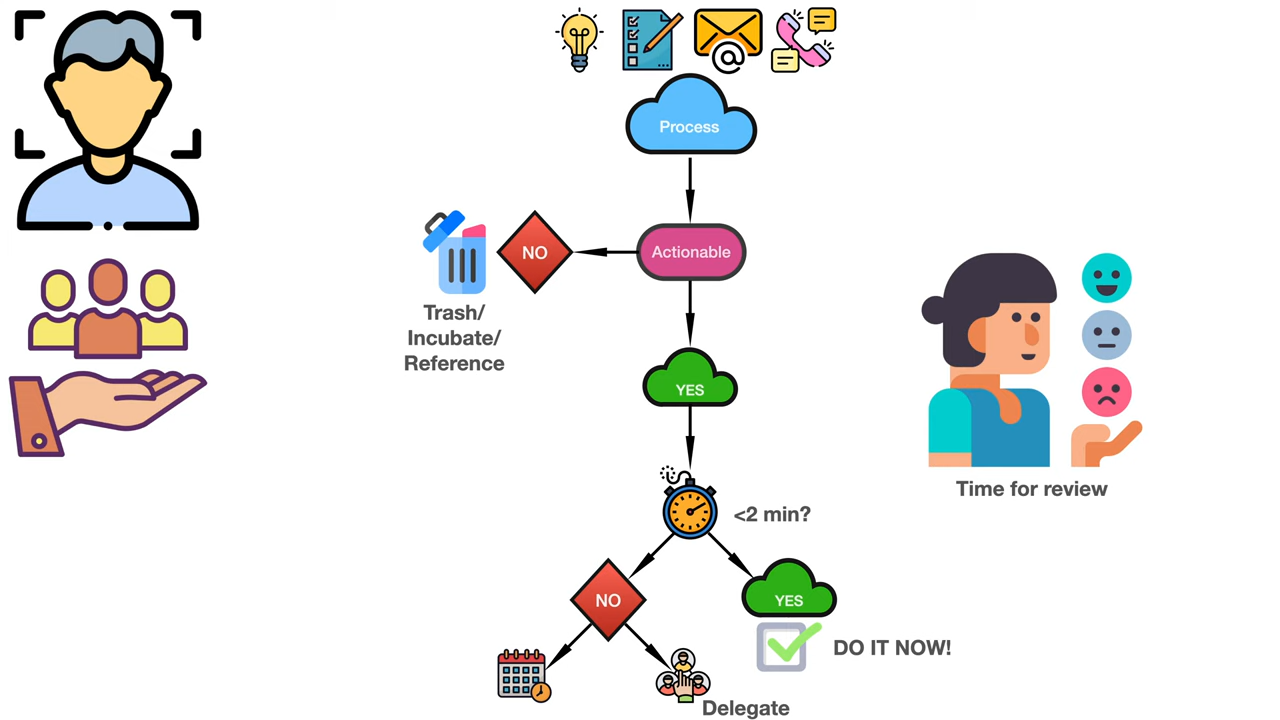 @
Process
Actionable
NO
Trash/
Incubate/
Reference
YES
Time for review
<2 min?
NO
YES
DO IT NOW!
Delegate